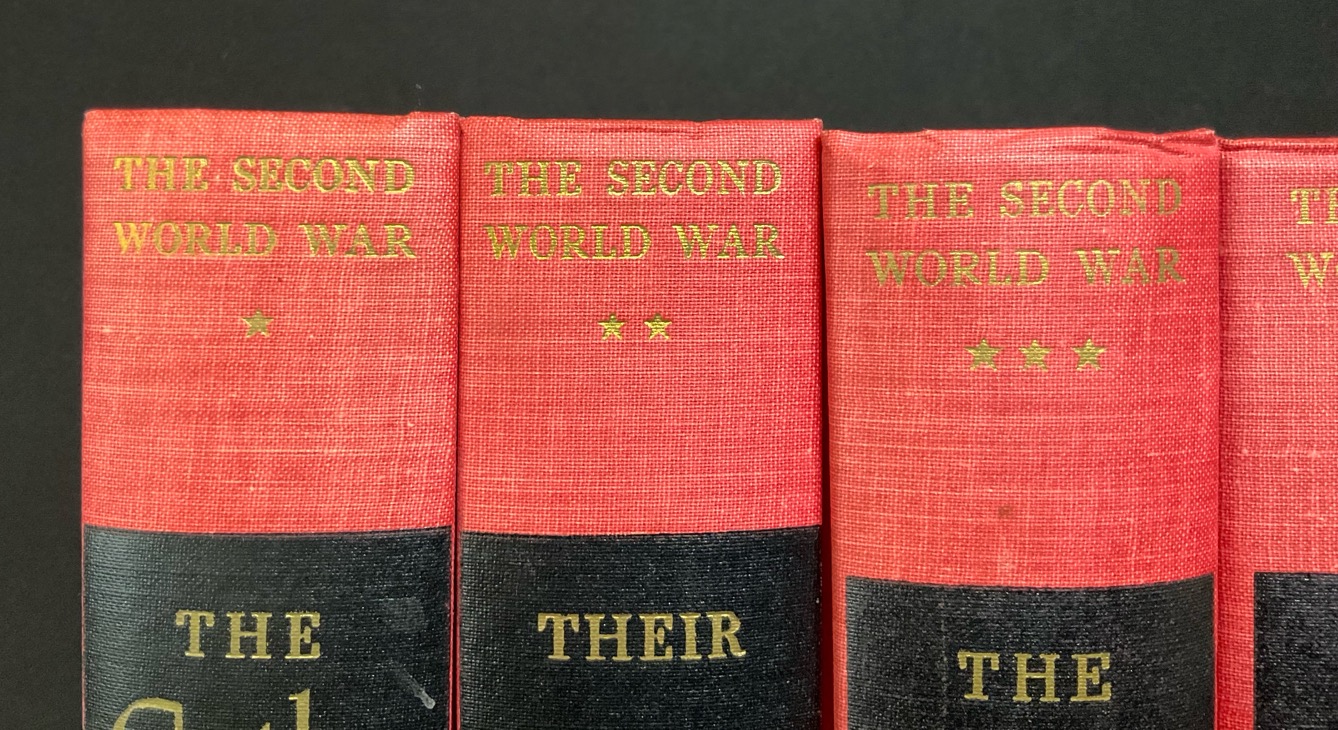 THE SECOND
WORLD WAR
★
THE
THE SECOND
WORLD WAR
★ ★
THEIR
THE SECOND
WORLD WAR
★ ★ ★
THE